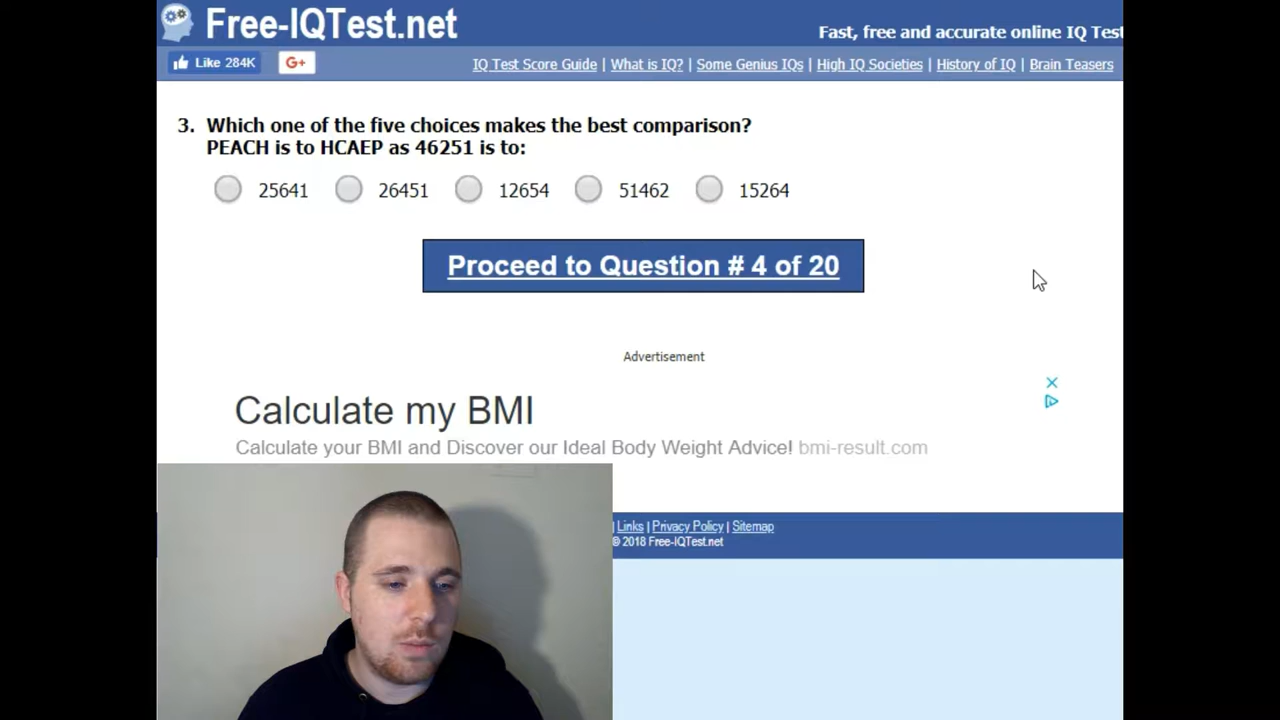 Free-IQTest.net
Fast, free and accurate online IQ Test
Like 284K
G+
IQ Test Score Guide | What is IQ? | Some Genius IQs | High IQ Societies | History of IQ | Brain Teasers
3. Which one of the five choices makes the best comparison?
PEACH is to HCAEP as 46251 is to:
25641 26451 12654 51462 15264
Proceed to Question # 4 of 20
Advertisement
Calculate my BMI
Calculate your BMI and Discover our Ideal Body Weight Advice! bmi-result.com
| Links | Privacy Policy | Sitemap
© 2018 Free-IQTest.net